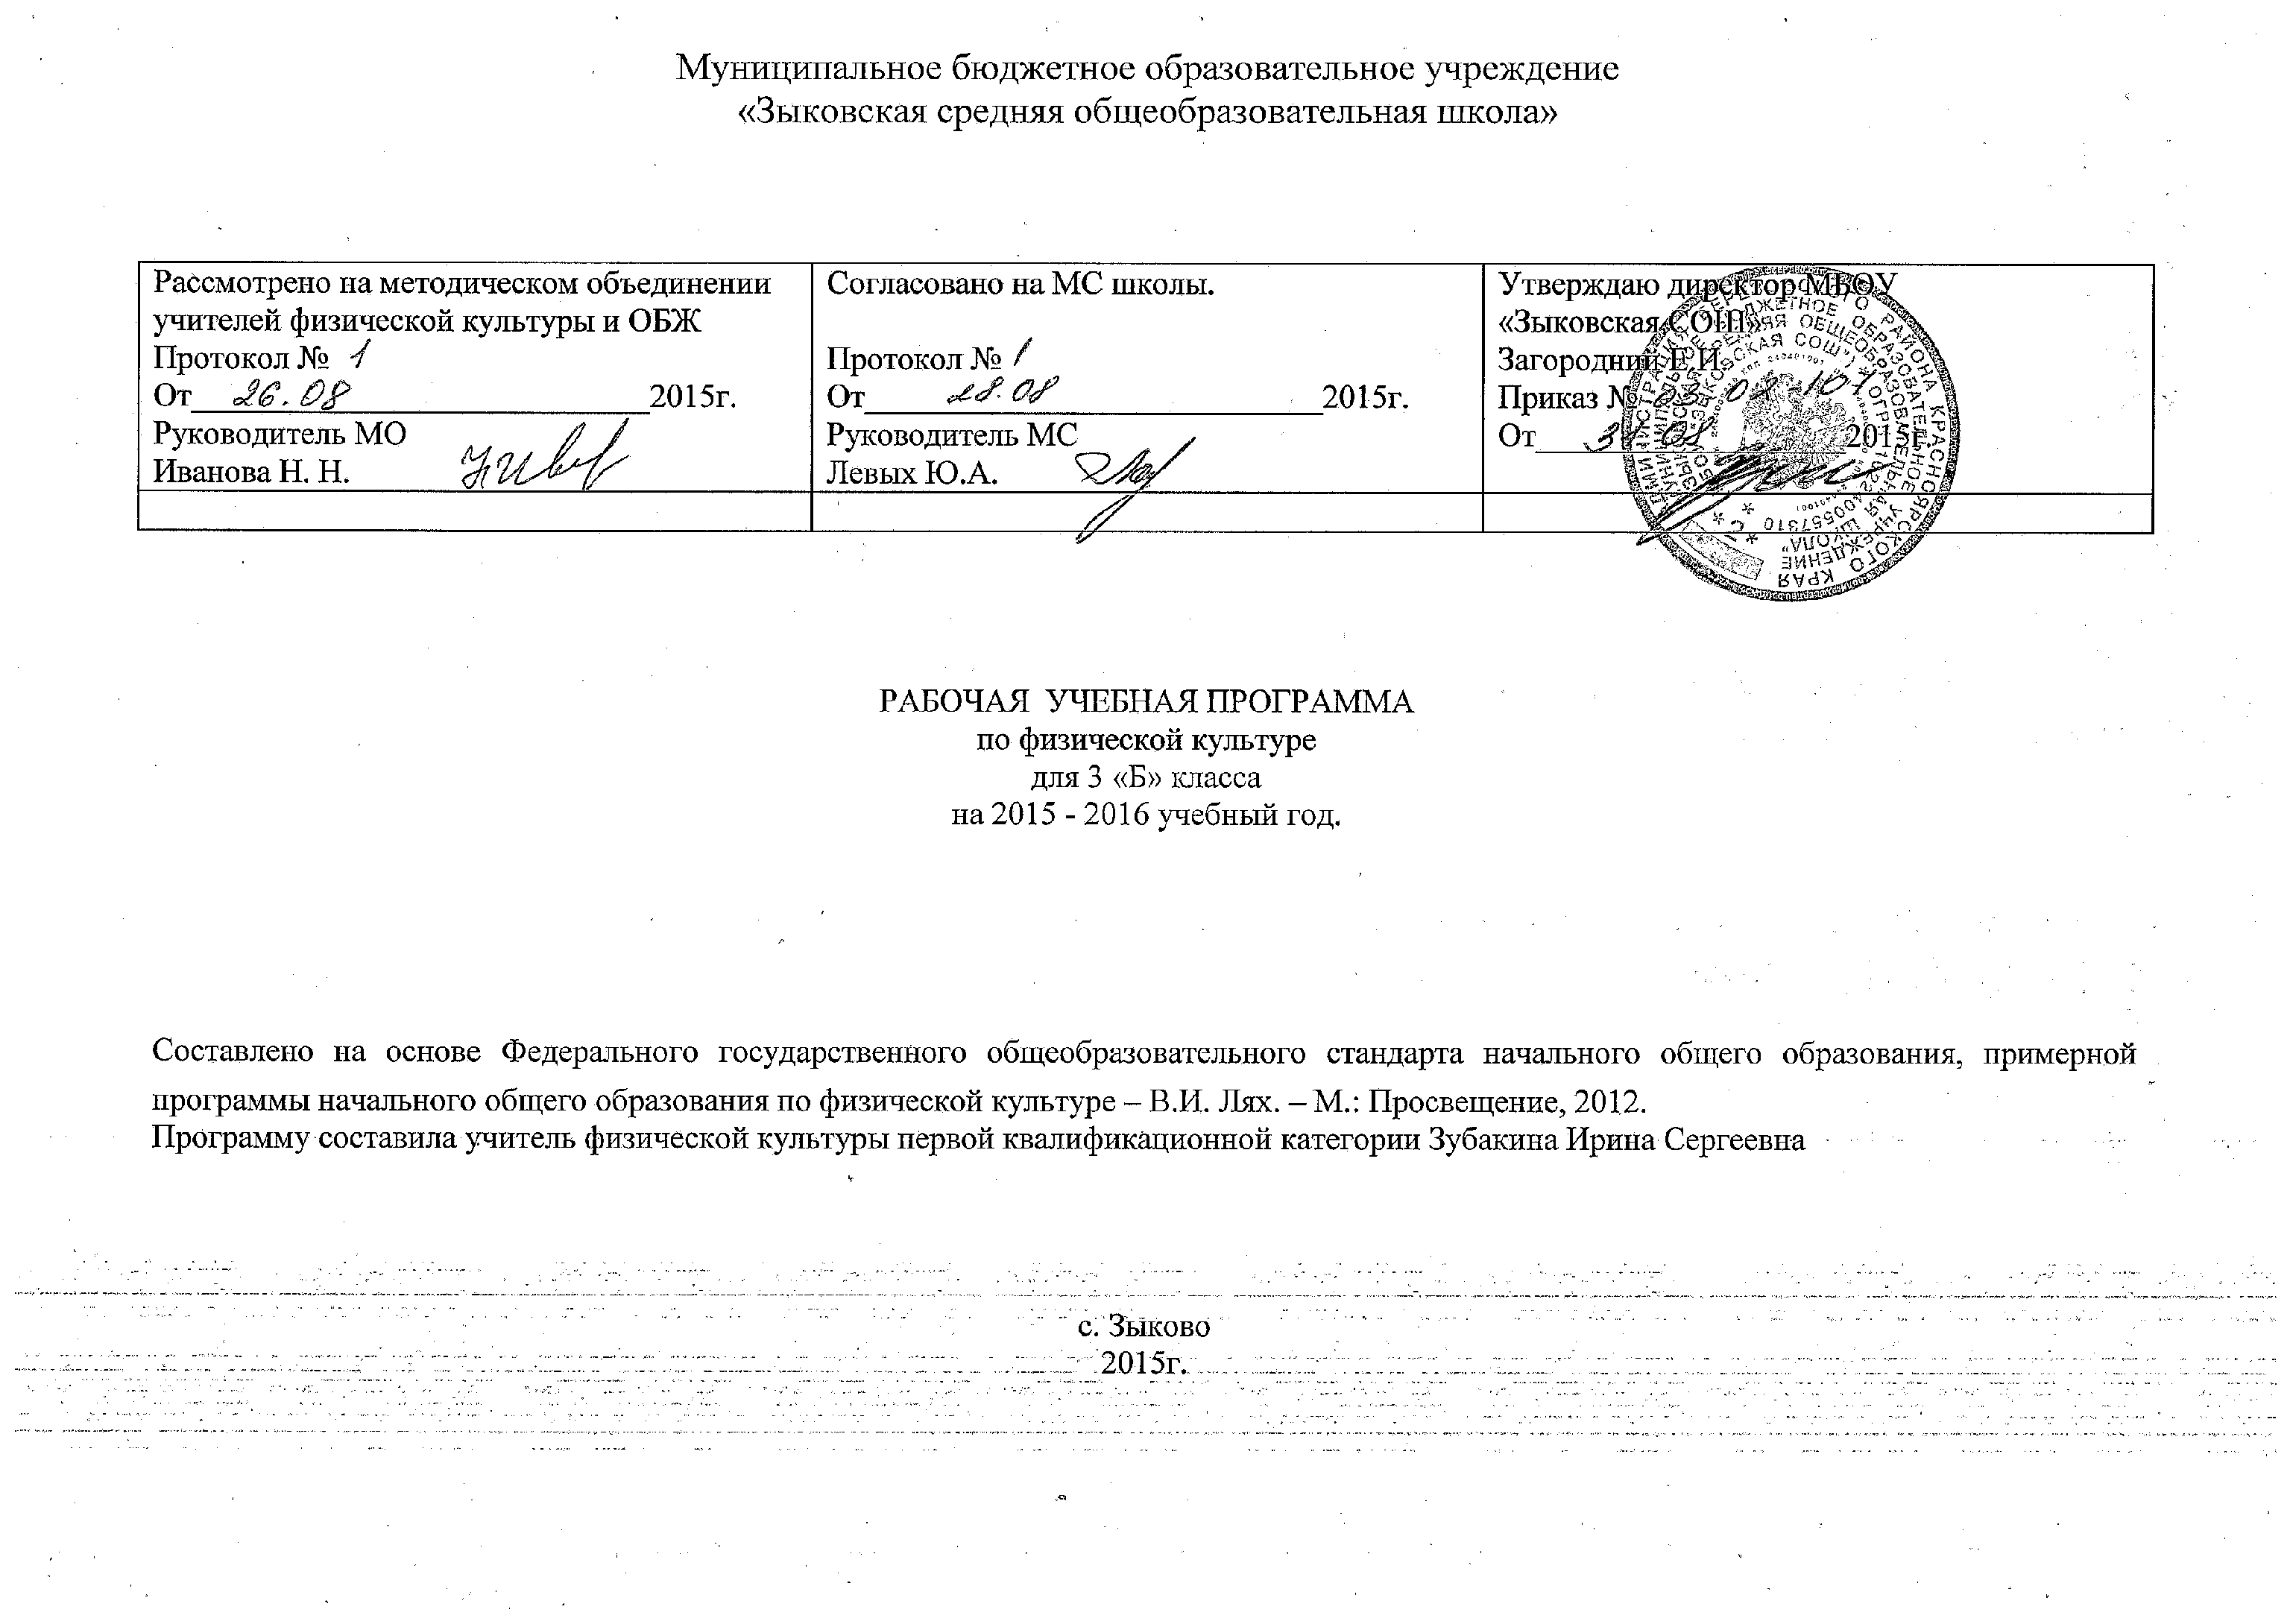 Муниципальное бюджетное образовательное учреждение
«Зыковская средняя общеобразовательная школа»
Рассмотрено на методическом объединении
учителей физической культуры и ОБЖ
Протокол № 1
От 26.08 2015г.
Руководитель МО
Иванова Н. Н.
Согласовано на МС школы.
Протокол № 1
От 28.08 2015г.
Руководитель МС
Левых Ю.А.
Утверждаю директор МБОУ
«Зыковская СОШ»
Загородний Е.И.
Приказ №
От 2015г.
РАБОЧАЯ УЧЕБНАЯ ПРОГРАММА
по физической культуре
для 3 «Б» класса
на 2015 - 2016 учебный год.
Составлено на основе Федерального государственного общеобразовательного стандарта начального общего образования, примерной
программы начального общего образования по физической культуре – В.И. Лях. – М.: Просвещение, 2012.
Программу составила учитель физической культуры первой квалификационной категории Зубакина Ирина Сергеевна
с. Зыково
2015г.